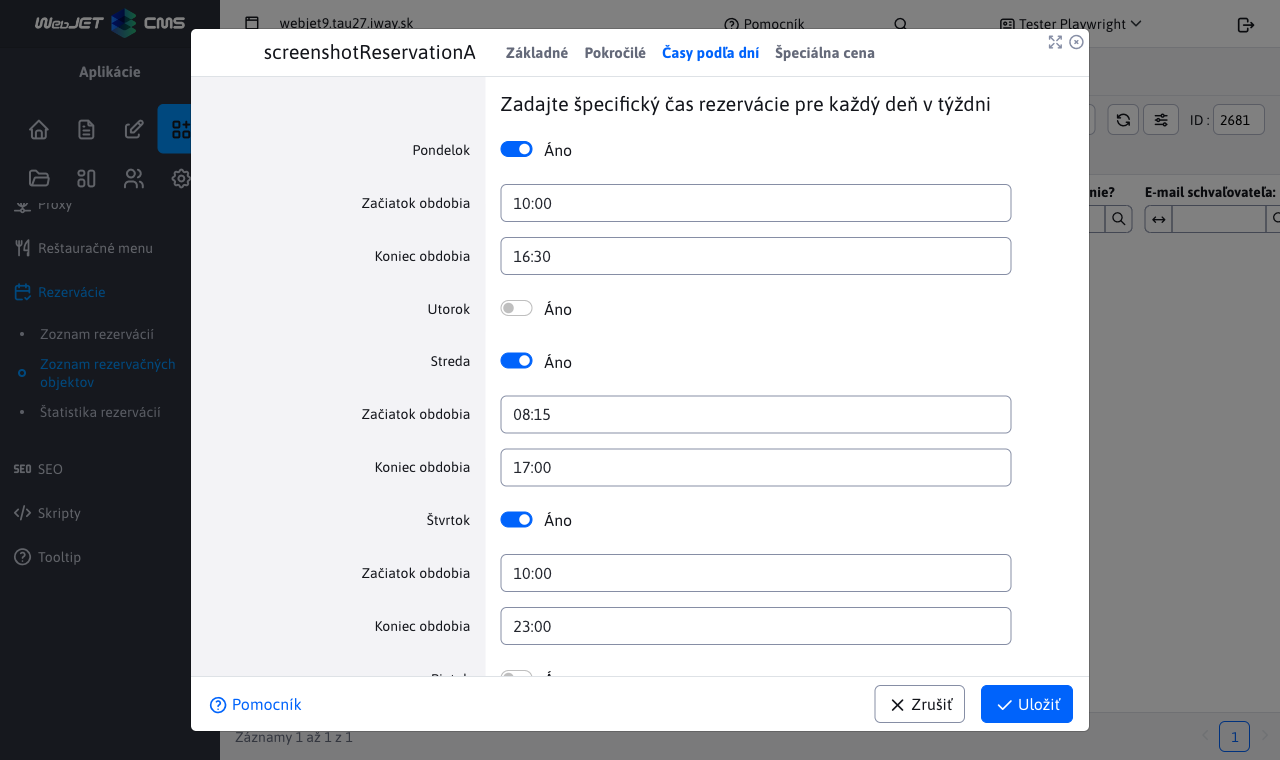 WebJET CMS
webjet9.tau27.iway.sk
Pomocník
Tester Playwright
Aplikácie
Proxy
Reštauračné menu
Rezervácie
Zoznam rezervácií
Zoznam rezervačných
objektov
Štatistika rezervácií
SEO SEO
Skripty
Tooltip
ID : 2681
nie?
E-mail schvaľovateľa:
Záznamy 1 až 1 z 1
1
screenshotReservationA
Základné
Pokročilé
Časy podľa dní
Špeciálna cena
Zadajte špecifický čas rezervácie pre každý deň v týždni
Pondelok Áno
Začiatok obdobia 10:00
Koniec obdobia 16:30
Utorok Áno
Streda Áno
Začiatok obdobia 08:15
Koniec obdobia 17:00
Štvrtok Áno
Začiatok obdobia 10:00
Koniec obdobia 23:00
Pomocník
Zrušiť
Uložiť